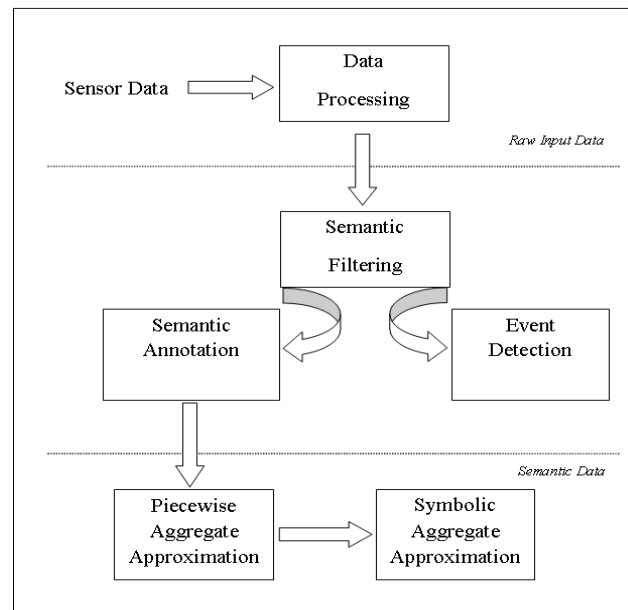 Sensor Data
Data
Processing
Raw Input Data
Semantic
Filtering
Semantic
Annotation
Event
Detection
Semantic Data
Piecewise
Aggregate
Approximation
Symbolic
Aggregate
Approximation